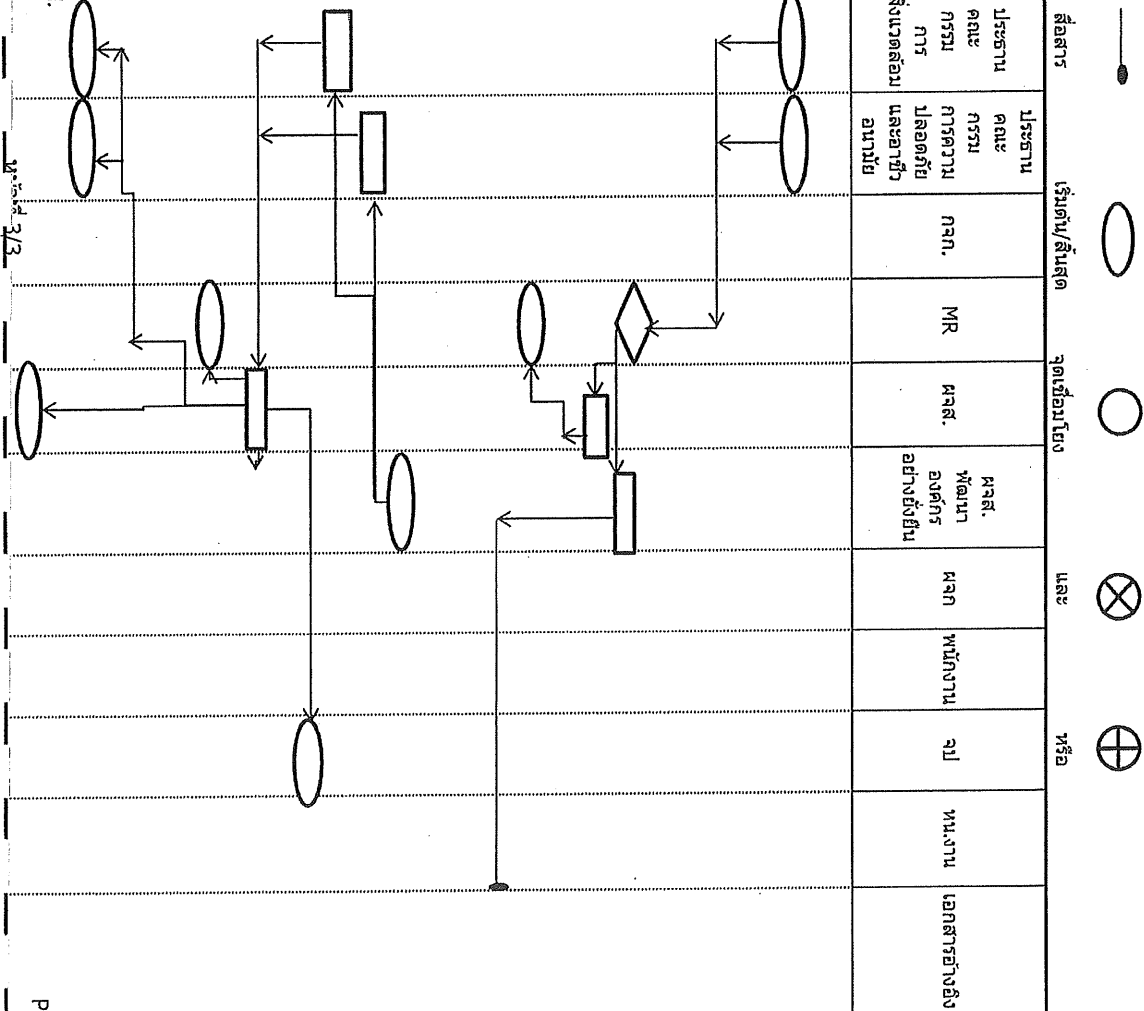 สื่อสาร
เริ่มต้น/สิ้นสุด
จุดเชื่อมโยง
และ
หรือ
ประธาน
คณะ
กรรม
การ
สิ่งแวดล้อม
ประธาน
คณะ
กรรม
การความ
ปลอดภัย
และอาชีว
อนามัย
กจก.
MR
ผจส.
ผจส.
พัฒนา
องค์กร
อย่างยั่งยืน
ผจก
พนักงาน
จป
หน.งาน
เอกสารอ้างอิง
หน้าที่ 3/3
P